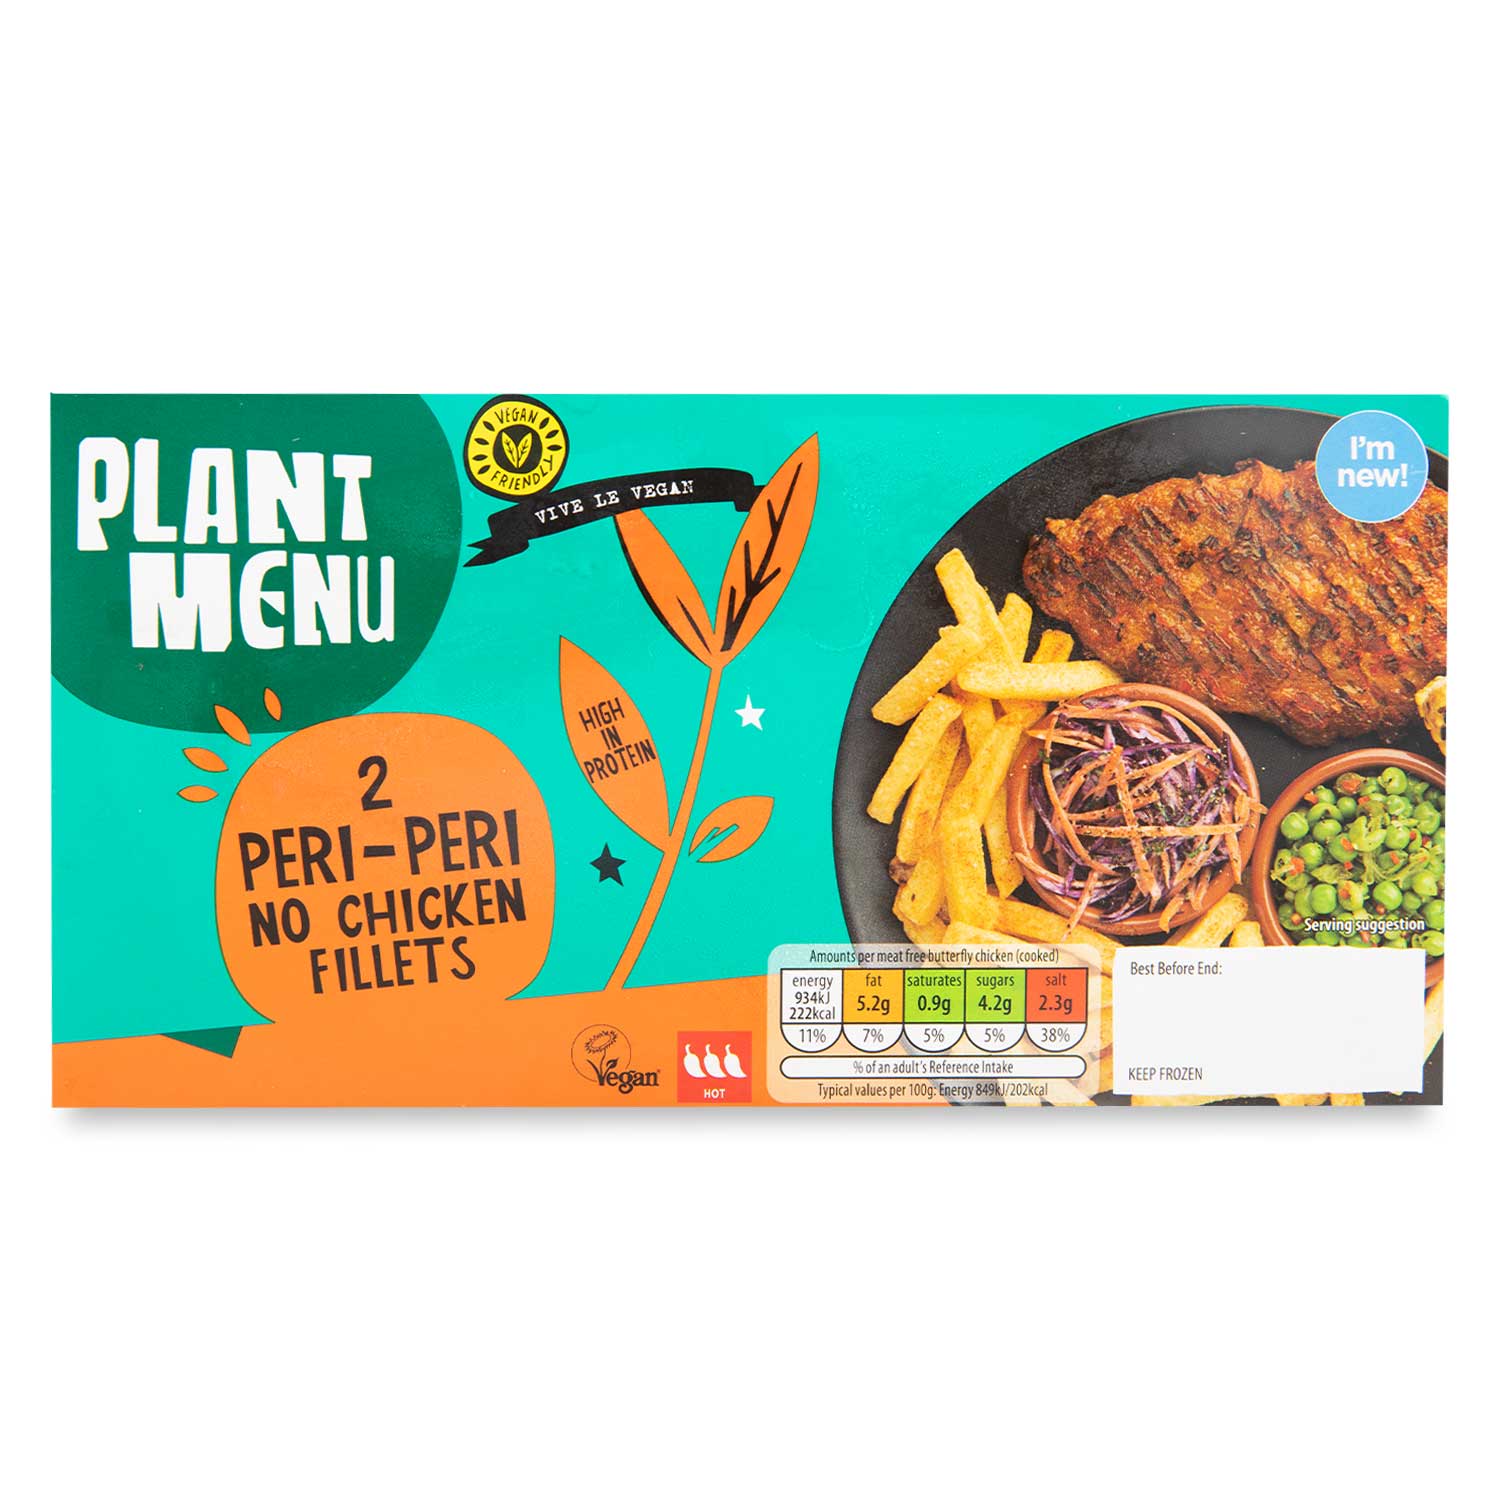 PLANT
MENU
VEGAN
FRIENDLY
VIVE LE VEGAN
I'm
new!
HIGH
IN
PROTEIN
2
PERI-PERI
NO CHICKEN
FILLETS
Serving suggestion
Amounts per meat free butterfly chicken (cooked)
energy fat saturates sugars salt
934kJ 5.2g 0.9g 4.2g 2.3g
222kcal
11% 7% 5% 5% 38%
% of an adult's Reference Intake
Typical values per 100g: Energy 849kJ/202kcal
Best Before End:
KEEP FROZEN
Vegan
HOT